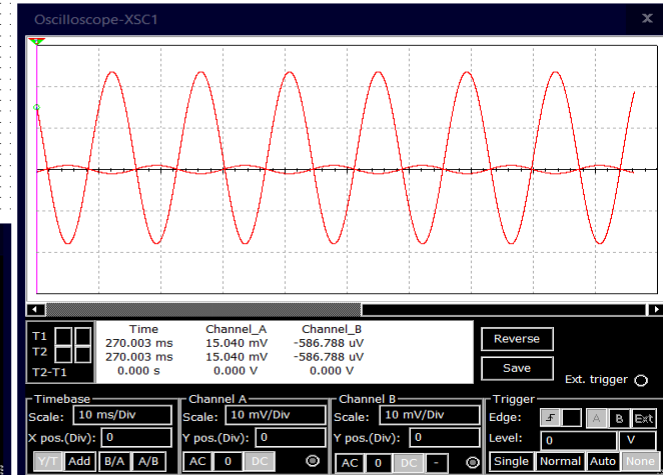 Oscilloscope-XSC1 x
Time Channel_A Channel_B
T1 270.003 ms 15.040 mV -586.788 uV
T2 270.003 ms 15.040 mV -586.788 uV
T2-T1 0.000 s 0.000 V 0.000 V
Reverse
Save
Ext. trigger
Timebase Channel A Channel B Trigger
Scale: 10 ms/Div Scale: 10 mV/Div Scale: 10 mV/Div Edge: A B Ext
X pos.(Div): 0 Y pos.(Div): 0 Y pos.(Div): 0 Level: 0 V
Y/T Add B/A A/B AC 0 DC AC 0 DC - Single Normal Auto None